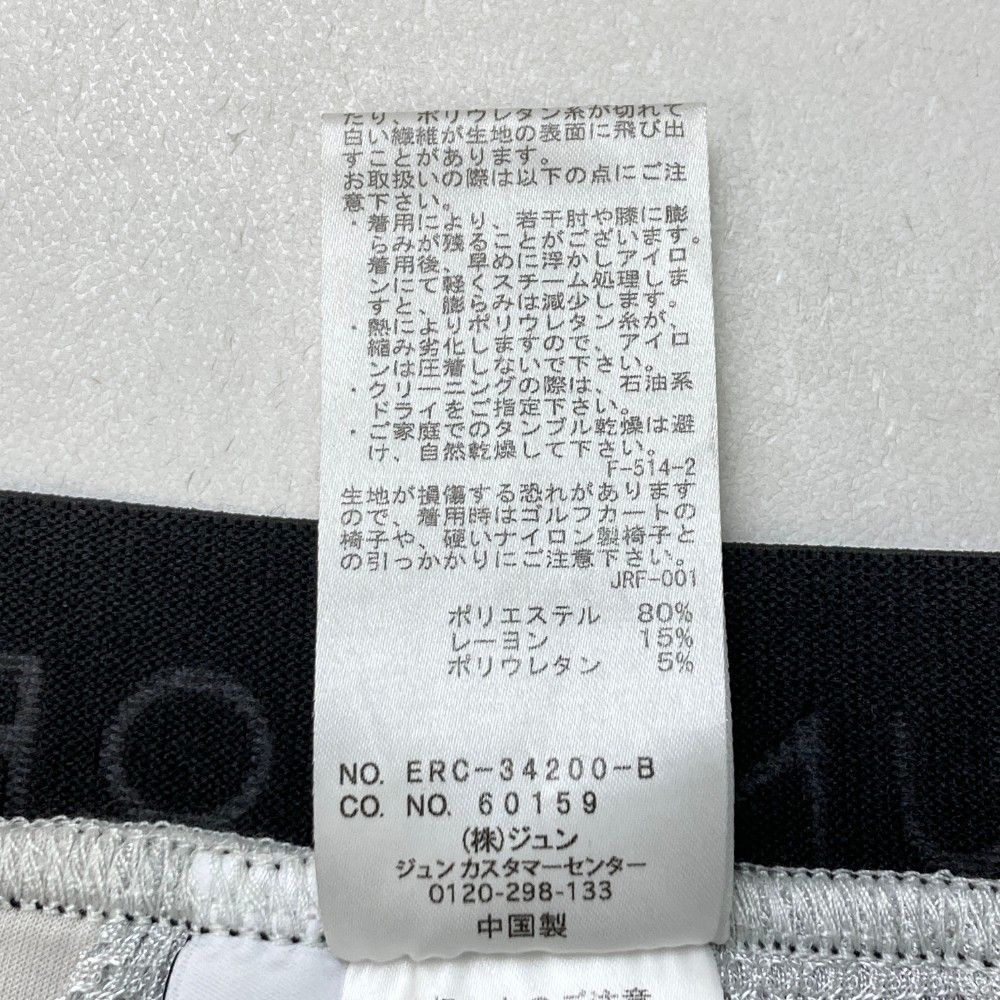 たり、ポリウレタン糸が切れて
白い繊維が生地の表面に飛び出
すことがあります。
お取扱いの際は以下の点にご注
意下さい。
・着用により、若干肘や膝に膨
らみが残ることがございます。
着用後、早めに浮かしアイロ
ンにて軽くスチーム処理しま
すと、膨らみは減少します。
・熱によりポリウレタン糸が、
縮み劣化しますので、アイロ
ンは圧着しないで下さい。
・クリーニングの際は、石油系
ドライをご指定下さい。
・ご家庭でのタンブル乾燥は避
け、自然乾燥して下さい。
F-514-2
生地が損傷する恐れがあります
ので、着用時はゴルフカートの
椅子や、硬いナイロン製椅子と
の引っかかりにご注意下さい。
JRF-001
ポリエステル 80%
レーヨン 15%
ポリウレタン 5%
NO. ERC-34200-B
CO. NO. 60159
(株)ジュン
ジュン カスタマーセンター
0120-298-133
中国製